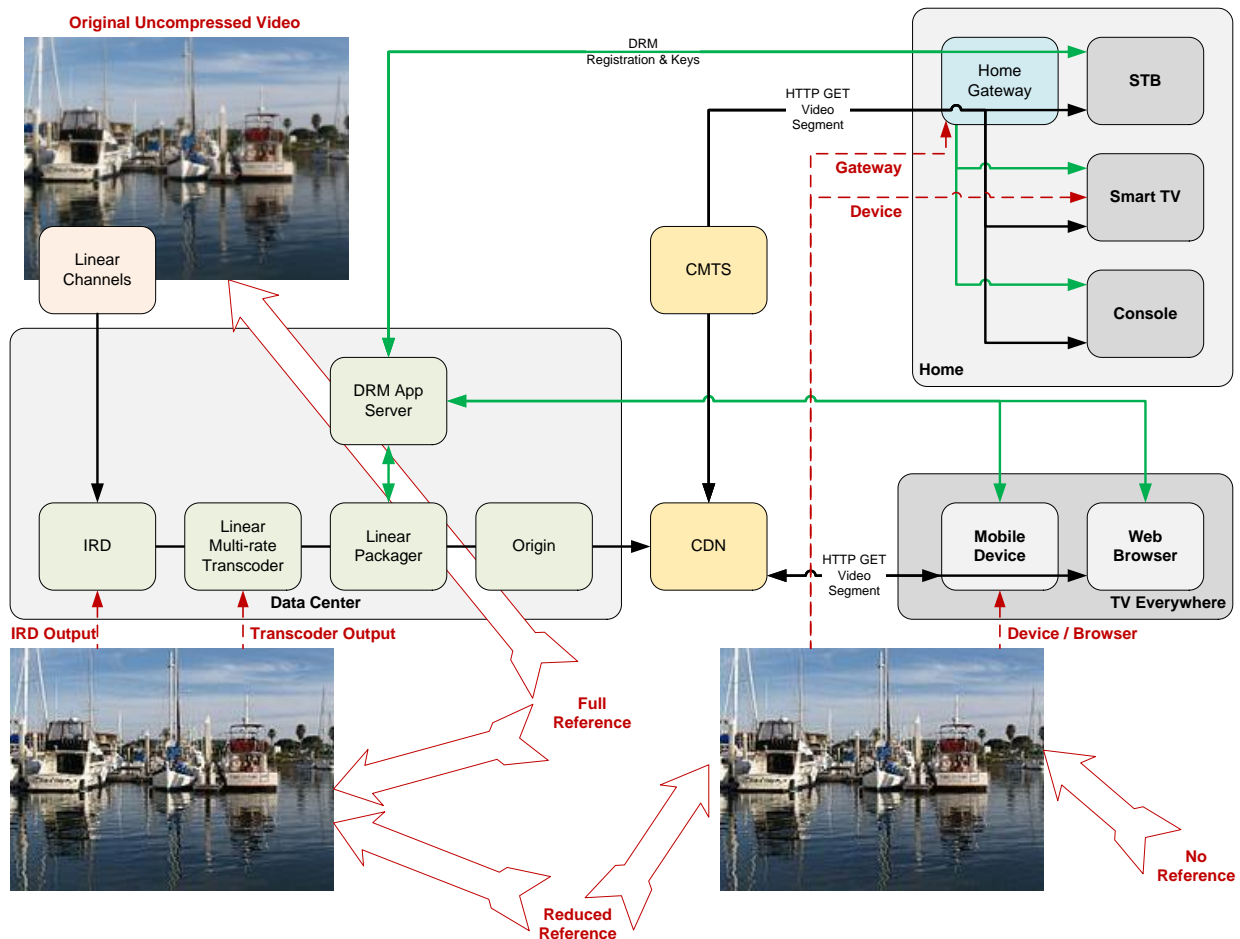 Original Uncompressed Video
DRM
Registration & Keys
Home
Gateway
STB
HTTP GET
Video
Segment
Gateway
Device
Smart TV
Linear
Channels
CMTS
Console
Home
DRM App
Server
IRD
Linear
Multi-rate
Transcoder
Linear
Packager
Origin
CDN
HTTP GET
Video
Segment
Mobile
Device
Web
Browser
Data Center
TV Everywhere
IRD Output
Transcoder Output
Device / Browser
Full
Reference
Reduced
Reference
No
Reference